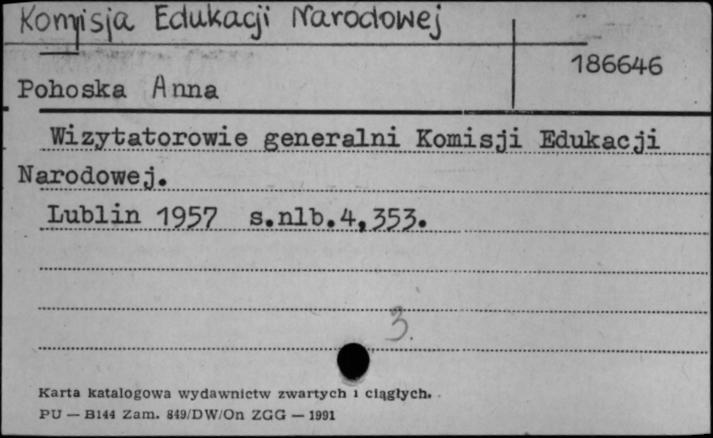 Komisja Edukacji Narodowej
186646
Pohoska Anna
Wizytatorowie generalni Komisji Edukacji
Narodowej.
Lublin 1957 s.nlb.4,353.
3.
Karta katalogowa wydawnictw zwartych i ciągłych.
PU — B144 Zam. 849/DW/On ZGG — 1991